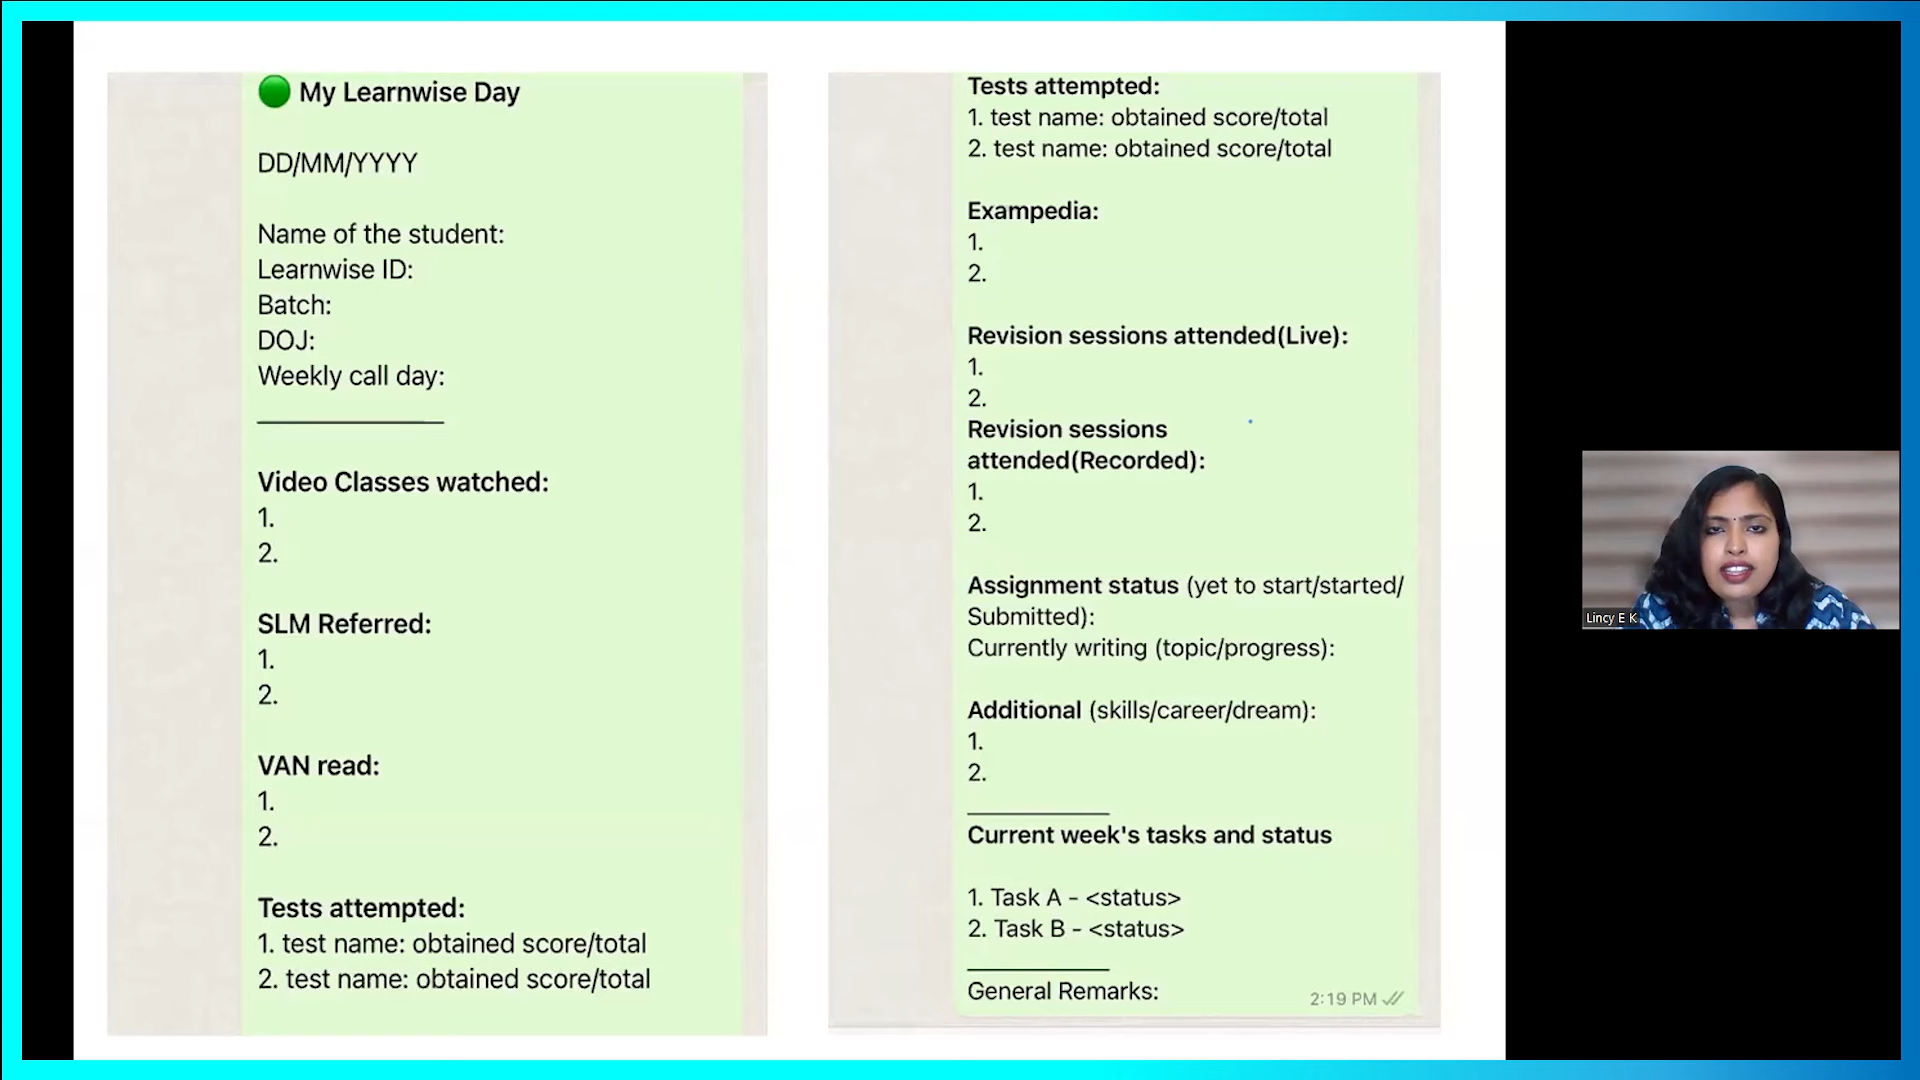 🟢 My Learnwise Day
DD/MM/YYYY
Name of the student:
Learnwise ID:
Batch:
DOJ:
Weekly call day:
Video Classes watched:
1.
2.
SLM Referred:
1.
2.
VAN read:
1.
2.
Tests attempted:
1. test name: obtained score/total
2. test name: obtained score/total
Tests attempted:
1. test name: obtained score/total
2. test name: obtained score/total
Exampedia:
1.
2.
Revision sessions attended(Live):
1.
2.
Revision sessions
attended(Recorded):
1.
2.
Assignment status (yet to start/started/
Submitted):
Currently writing (topic/progress):
Additional (skills/career/dream):
1.
2.
Current week's tasks and status
1. Task A - <status>
2. Task B - <status>
General Remarks:
2:19 PM
Lincy E K